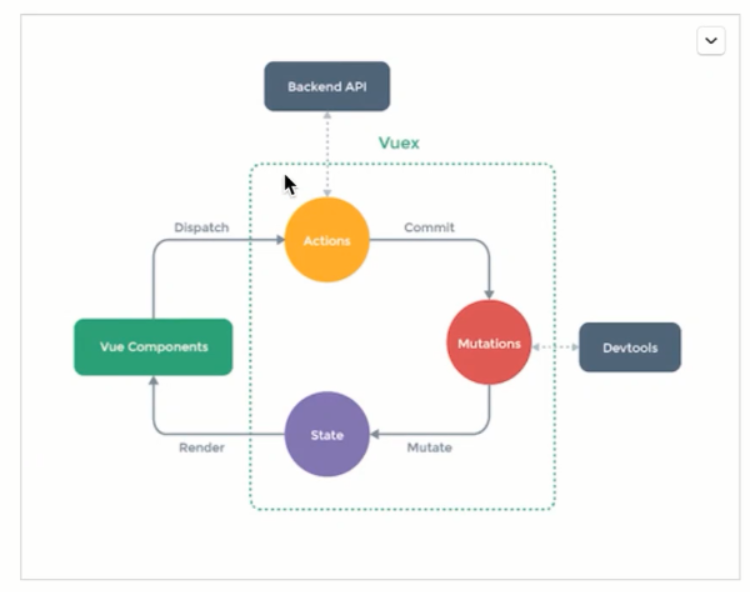 Backend API
Vuex
Dispatch
Actions
Commit
Vue Components
Mutations
Devtools
State
Render
Mutate